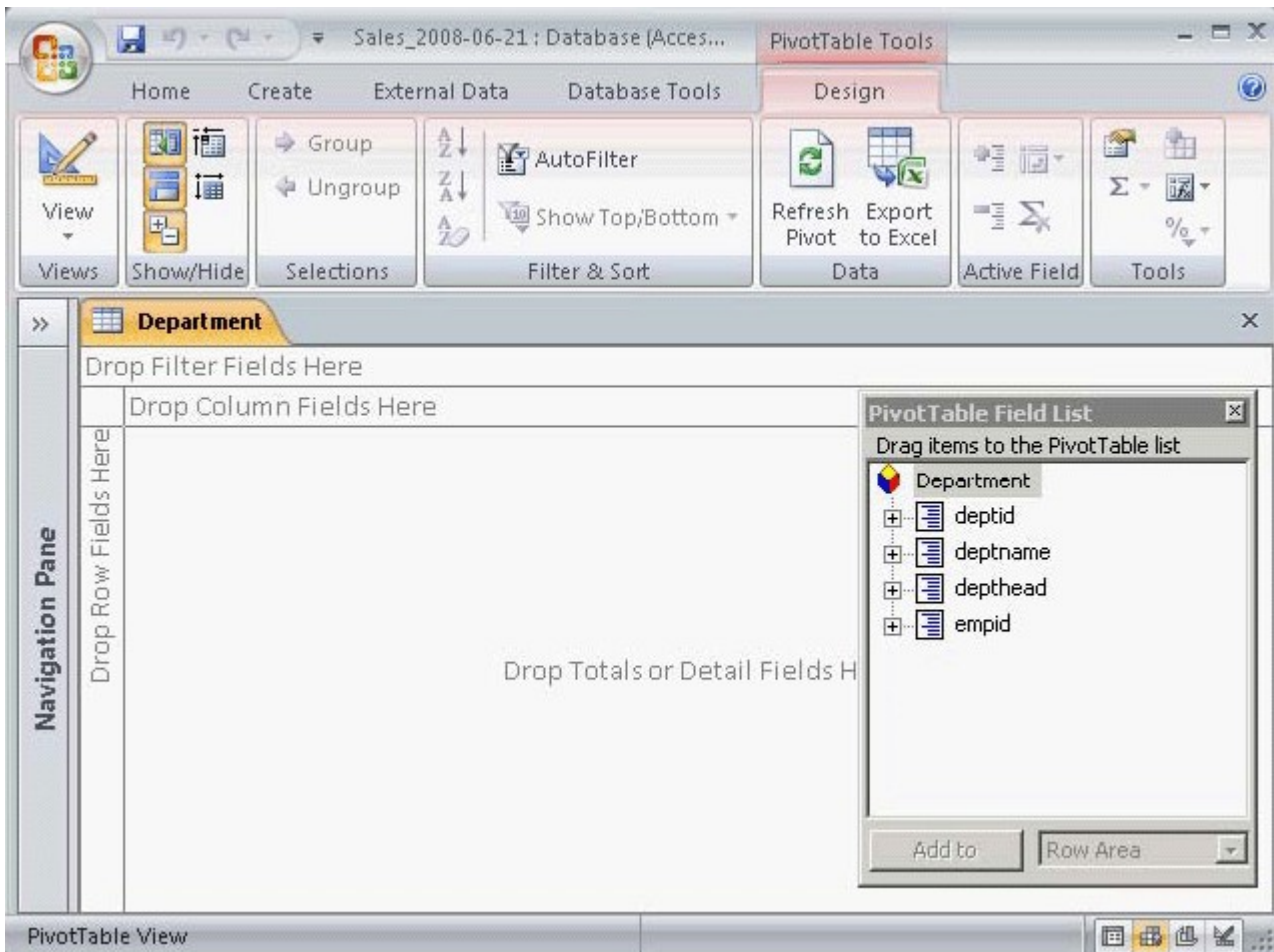 Sales_2008-06-21 : Database (Acces...
PivotTable Tools
Home Create External Data Database Tools Design
View
Group
Ungroup
AutoFilter
Show Top/Bottom
Refresh Pivot
Export to Excel
Views Show/Hide Selections Filter & Sort Data Active Field Tools
Department
Navigation Pane
Drop Filter Fields Here
Drop Column Fields Here
Drop Row Fields Here
Drop Totals or Detail Fields H
PivotTable Field List
Drag items to the PivotTable list
Department
deptid
deptname
depthead
empid
Add to Row Area
PivotTable View